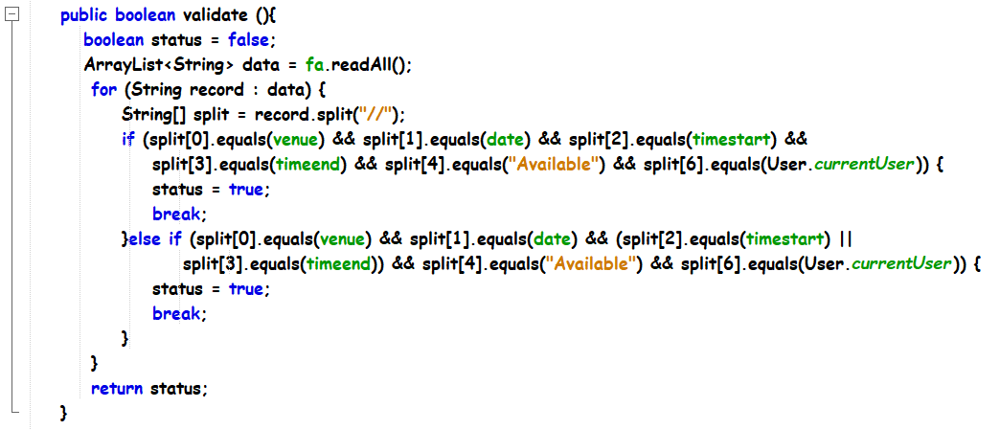 public boolean validate (){
boolean status = false;
ArrayList<String> data = fa.readAll();
for (String record : data) {
String[] split = record.split("//");
if (split[0].equals(venue) && split[1].equals(date) && split[2].equals(timestart) &&
split[3].equals(timeend) && split[4].equals("Available") && split[6].equals(User.currentUser)) {
status = true;
break;
}else if (split[0].equals(venue) && split[1].equals(date) && (split[2].equals(timestart) ||
split[3].equals(timeend)) && split[4].equals("Available") && split[6].equals(User.currentUser)) {
status = true;
break;
}
}
return status;
}